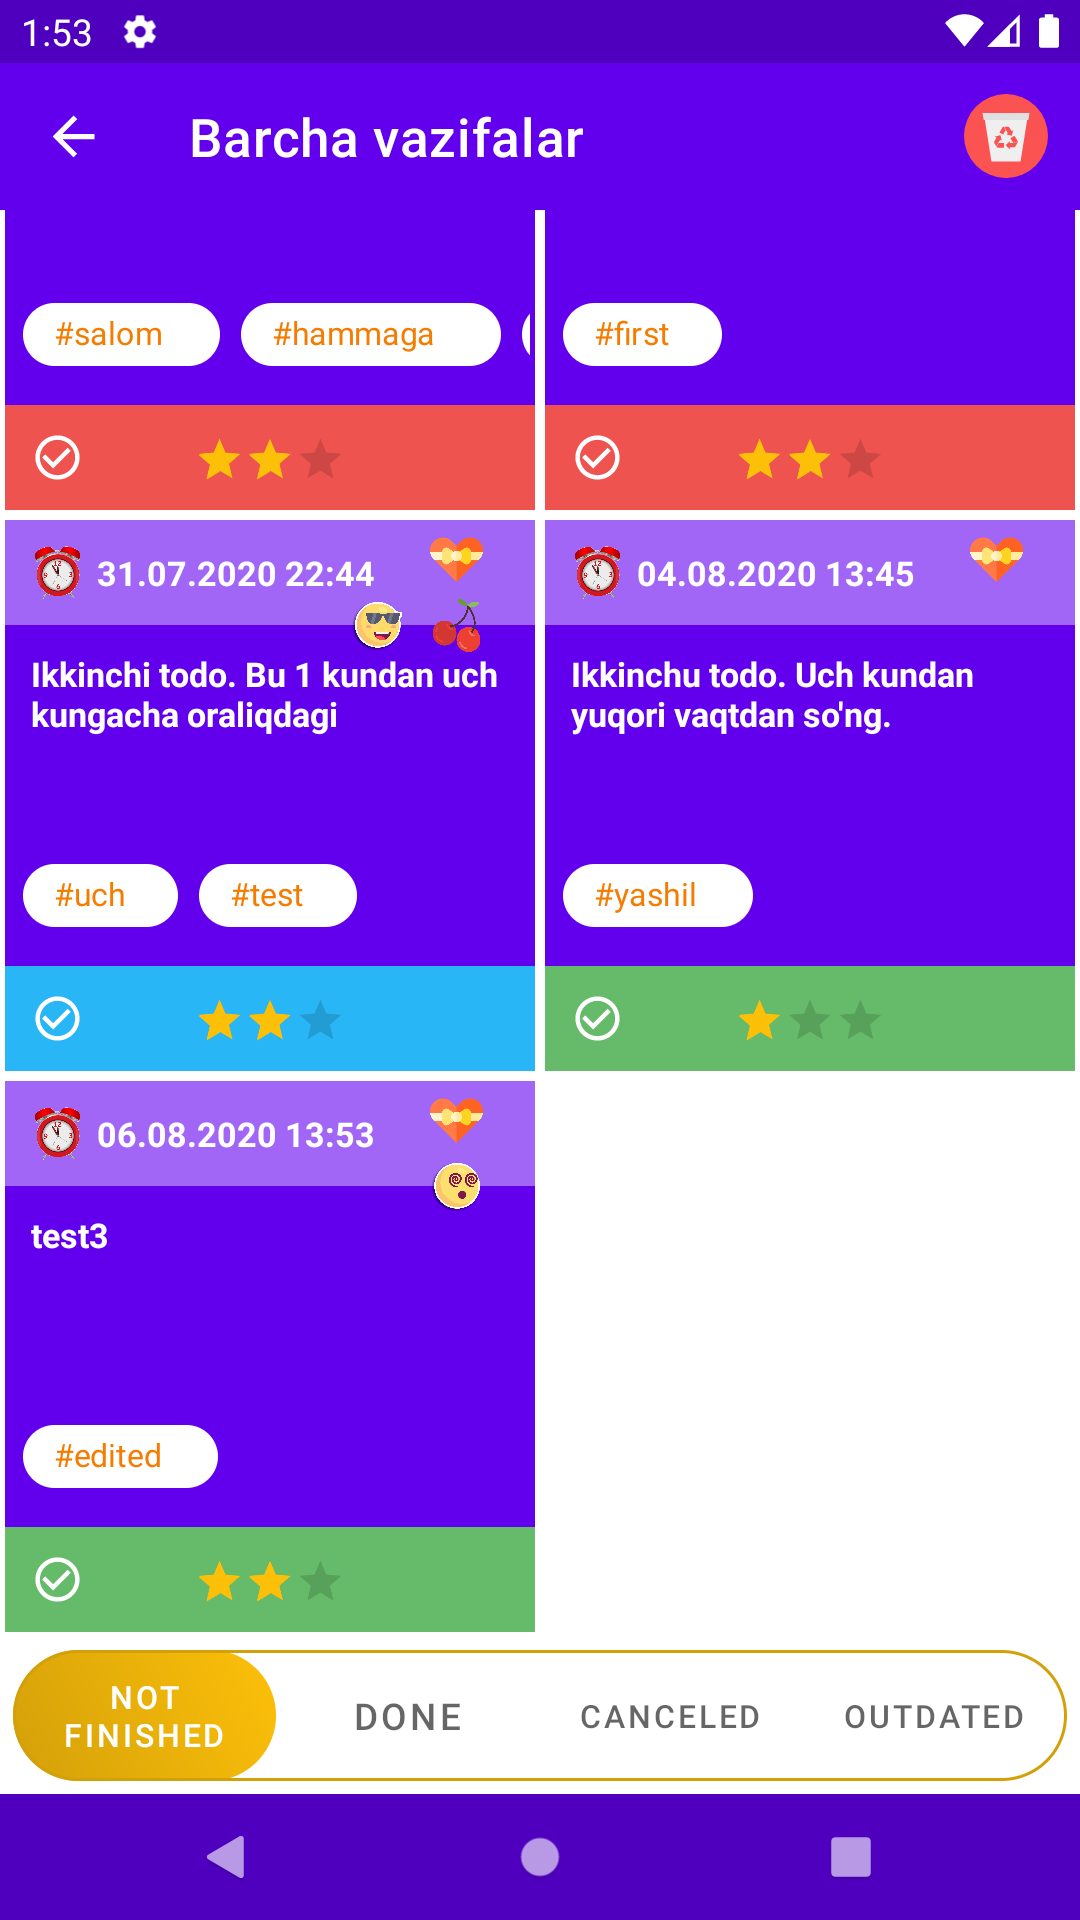 1:53
Barcha vazifalar
#salom #hammaga
#first
31.07.2020 22:44
Ikkinchi todo. Bu 1 kundan uch
kungacha oraliqdagi
#uch #test
04.08.2020 13:45
Ikkinchu todo. Uch kundan
yuqori vaqtdan so'ng.
#yashil
06.08.2020 13:53
test3
#edited
NOT
FINISHED
DONE
CANCELED
OUTDATED